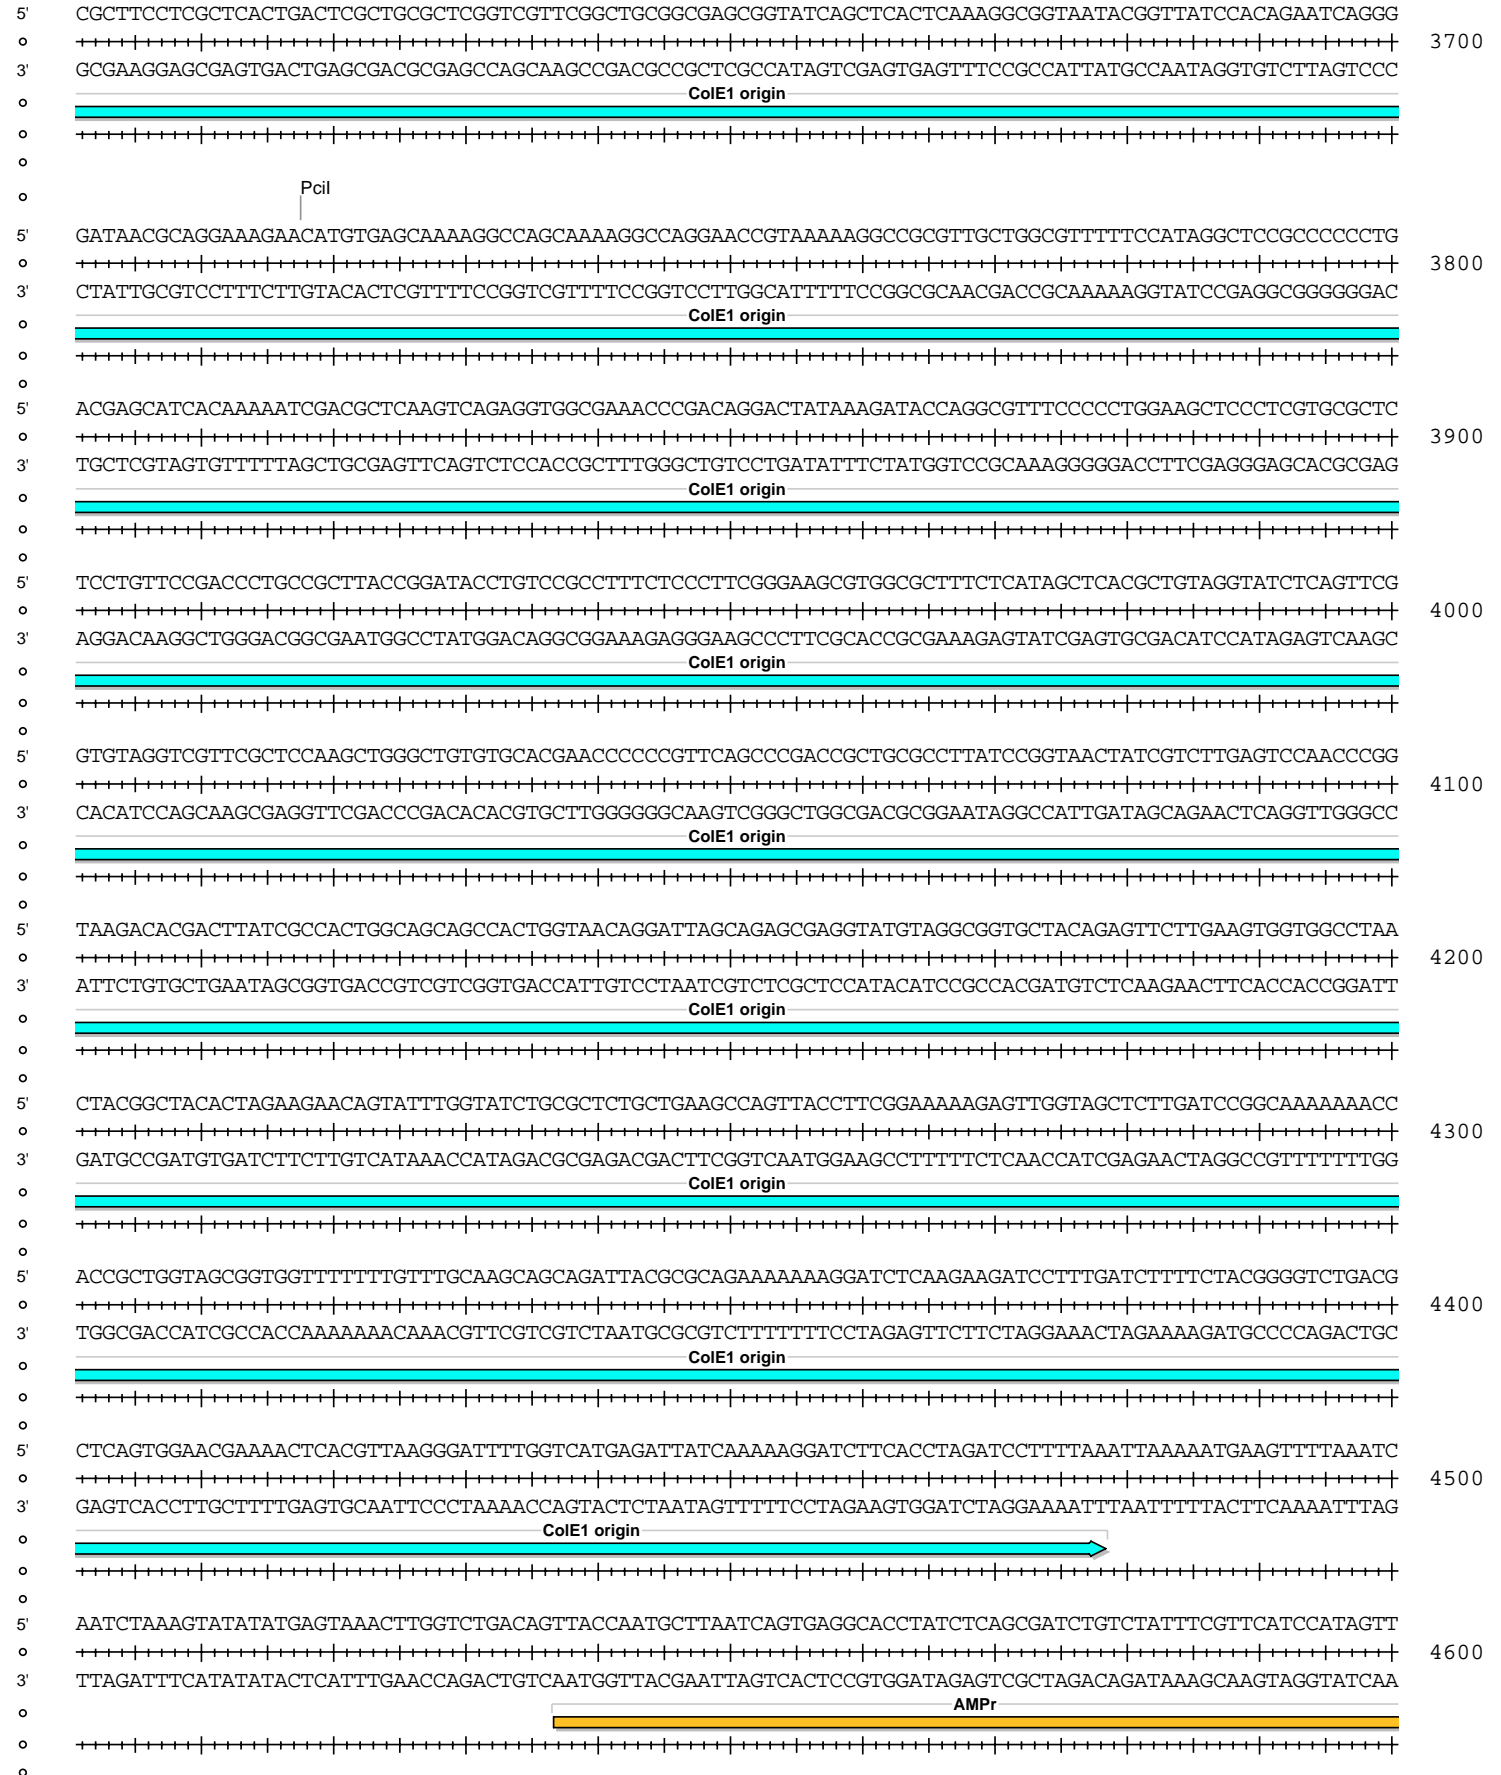 5' CGCTTCCTCGCTCACTGACTCGCTGCGCTCGGTCGTTCGGCTGCGGCGAGCGGTATCAGCTCACTCAAAGGCGGTAATACGGTTATCCACAGAATCAGGG
3700
3' GCGAAGGAGCGAGTGACTGAGCGACGCGAGCCAGCAAGCCGACGCCGCTCGCCATAGTCGAGTGAGTTTCCGCCATTATGCCAATAGGTGTCTTAGTCCC
ColE1 origin
PciI
5' GATAACGCAGGAAAGAACATGTGAGCAAAAGGCCAGCAAAAGGCCAGGAACCGTAAAAAGGCCGCGTTGCTGGCGTTTTTCCATAGGCTCCGCCCCCCTG
3800
3' CTATTGCGTCCTTTCTTGTACACTCGTTTTCCGGTCGTTTTCCGGTCCTTGGCATTTTTCCGGCGCAACGACCGCAAAAAGGTATCCGAGGCGGGGGGAC
ColE1 origin
5' ACGAGCATCACAAAAATCGACGCTCAAGTCAGAGGTGGCGAAACCCGACAGGACTATAAAGATACCAGGCGTTTCCCCCTGGAAGCTCCCTCGTGCGCTC
3900
3' TGCTCGTAGTGTTTTTAGCTGCGAGTTCAGTCTCCACCGCTTTGGGCTGTCCTGATATTTCTATGGTCCGCAAAGGGGGACCTTCGAGGGAGCACGCGAG
ColE1 origin
5' TCCTGTTCCGACCCTGCCGCTTACCGGATACCTGTCCGCCTTTCTCCCTTCGGGAAGCGTGGCGCTTTCTCATAGCTCACGCTGTAGGTATCTCAGTTCG
4000
3' AGGACAAGGCTGGGACGGCGAATGGCCTATGGACAGGCGGAAAGAGGGAAGCCCTTCGCACCGCGAAAGAGTATCGAGTGCGACATCCATAGAGTCAAGC
ColE1 origin
5' GTGTAGGTCGTTCGCTCCAAGCTGGGCTGTGTGCACGAACCCCCCGTTCAGCCCGACCGCTGCGCCTTATCCGGTAACTATCGTCTTGAGTCCAACCCGG
4100
3' CACATCCAGCAAGCGAGGTTCGACCCGACACACGTGCTTGGGGGGCAAGTCGGGCTGGCGACGCGGAATAGGCCATTGATAGCAGAACTCAGGTTGGGCC
ColE1 origin
5' TAAGACACGACTTATCGCCACTGGCAGCAGCCACTGGTAACAGGATTAGCAGAGCGAGGTATGTAGGCGGTGCTACAGAGTTCTTGAAGTGGTGGCCTAA
4200
3' ATTCTGTGCTGAATAGCGGTGACCGTCGTCGGTGACCATTGTCCTAATCGTCTCGCTCCATACATCCGCCACGATGTCTCAAGAACTTCACCACCGGATT
ColE1 origin
5' CTACGGCTACACTAGAAGAACAGTATTTGGTATCTGCGCTCTGCTGAAGCCAGTTACCTTCGGAAAAAGAGTTGGTAGCTCTTGATCCGGCAAAAAAACC
4300
3' GATGCCGATGTGATCTTCTTGTCATAAACCATAGACGCGAGACGACTTCGGTCAATGGAAGCCTTTTTCTCAACCATCGAGAACTAGGCCGTTTTTTTGG
ColE1 origin
5' ACCGCTGGTAGCGGTGGTTTTTTTGTTTGCAAGCAGCAGATTACGCGCAGAAAAAAAGGATCTCAAGAAGATCCTTTGATCTTTTCTACGGGGTCTGACG
4400
3' TGGCGACCATCGCCACCAAAAAAACAAACGTTCGTCGTCTAATGCGCGTCTTTTTTTCCTAGAGTTCTTCTAGGAAACTAGAAAAGATGCCCCAGACTGC
ColE1 origin
5' CTCAGTGGAACGAAAACTCACGTTAAGGGATTTTGGTCATGAGATTATCAAAAAGGATCTTCACCTAGATCCTTTTAAATTAAAAATGAAGTTTTAAATC
4500
3' GAGTCACCTTGCTTTTGAGTGCAATTCCCTAAAACCAGTACTCTAATAGTTTTTCCTAGAAGTGGATCTAGGAAAATTTAATTTTTACTTCAAAATTTAG
ColE1 origin
5' AATCTAAAGTATATATGAGTAAACTTGGTCTGACAGTTACCAATGCTTAATCAGTGAGGCACCTATCTCAGCGATCTGTCTATTTCGTTCATCCATAGTT
4600
3' TTAGATTTCATATATACTCATTTGAACCAGACTGTCAATGGTTACGAATTAGTCACTCCGTGGATAGAGTCGCTAGACAGATAAAGCAAGTAGGTATCAA
AMPr